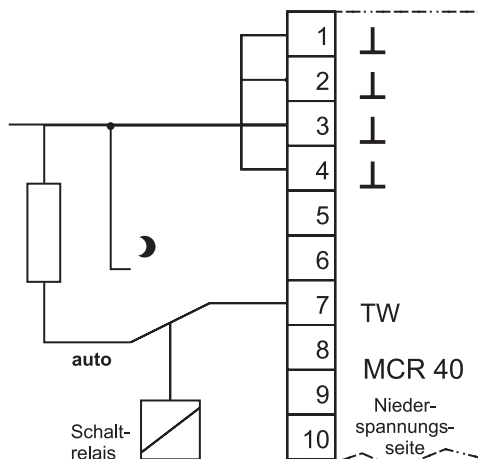 1
2
3
4
5
6
7
8
9
10
TW
MCR 40
Nieder-
spannungs-
seite
auto
Schalt-
relais